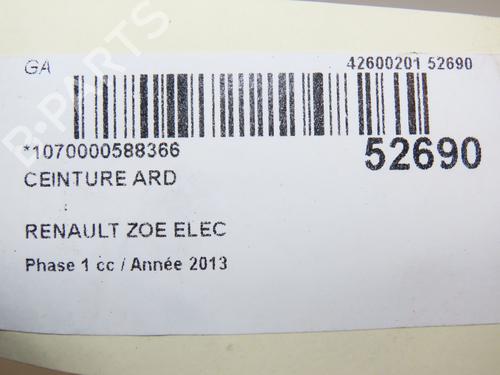 GA 42600201 52690
*1070000588366 52690
CEINTURE ARD
RENAULT ZOE ELEC
Phase 1 cc / Année 2013
B-PARTS